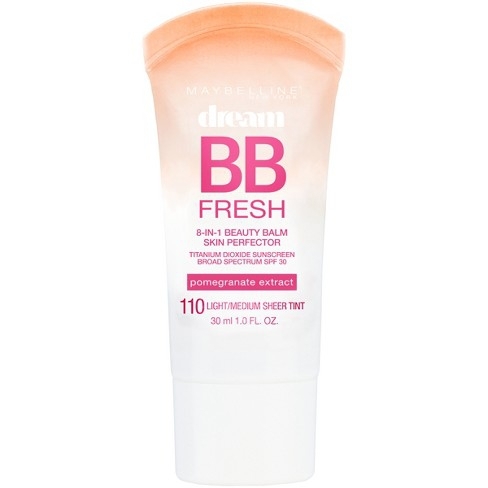 MAYBELLINE
NEW YORK
dream
BB
FRESH
8-IN-1 BEAUTY BALM
SKIN PERFECTOR
TITANIUM DIOXIDE SUNSCREEN
BROAD SPECTRUM SPF 30
pomegranate extract
110 LIGHT/MEDIUM SHEER TINT
30 ml 1.0 FL. OZ.